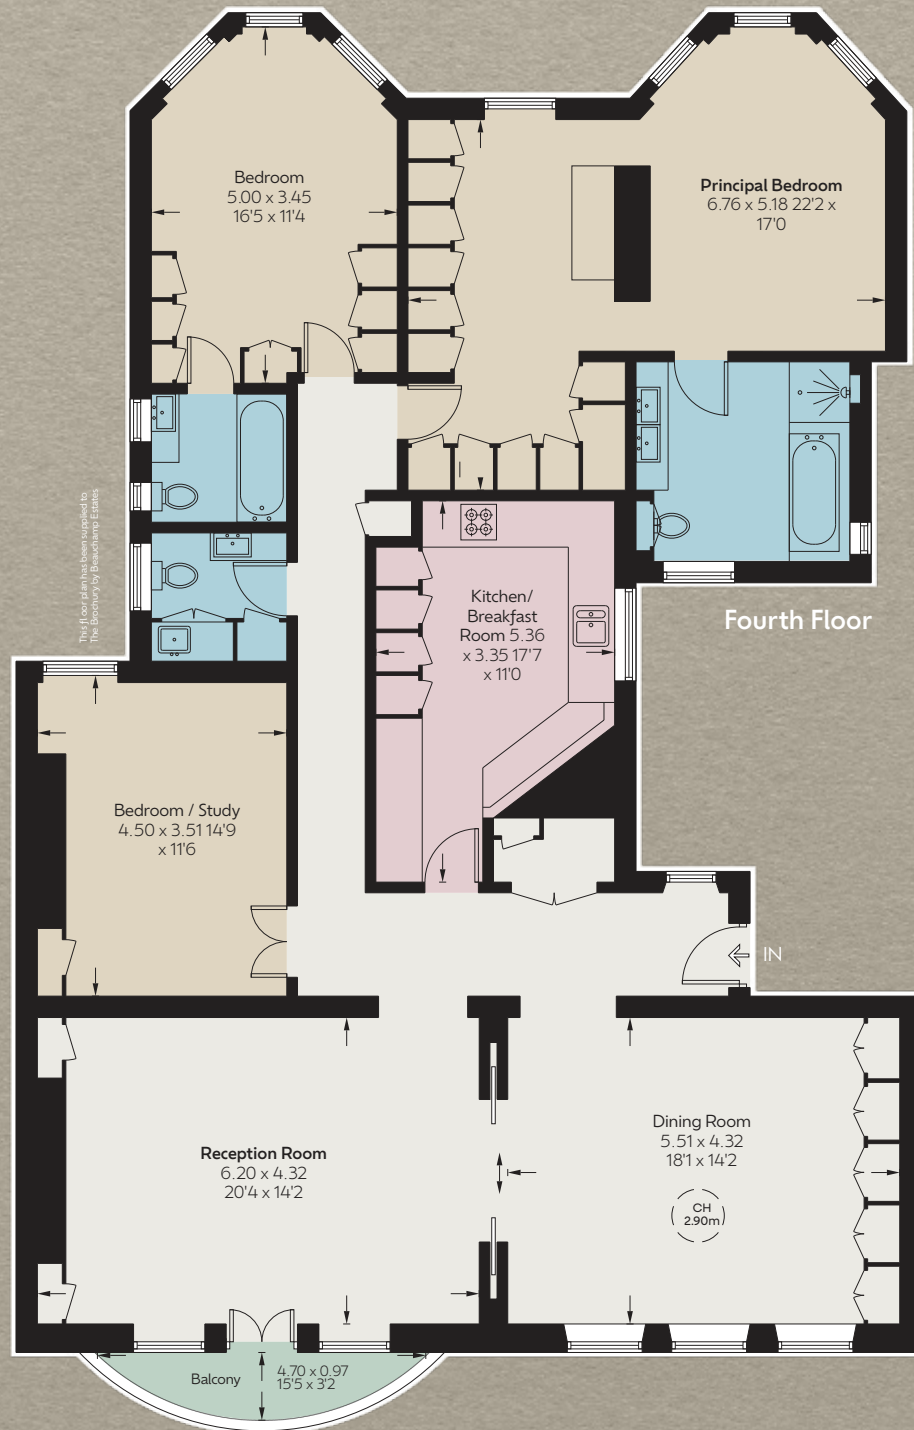 Bedroom
5.00 x 3.45
16'5 x 11'4
Principal Bedroom
6.76 x 5.18 22'2 x
17'0
This floor plan has been supplied to
The Brochury by Beauchamp Estates
Kitchen/
Breakfast
Room 5.36
x 3.35 17'7
x 11'0
Fourth Floor
Bedroom / Study
4.50 x 3.51 14'9
x 11'6
IN
Reception Room
6.20 x 4.32
20'4 x 14'2
Dining Room
5.51 x 4.32
18'1 x 14'2
CH
2.90m
Balcony
4.70 x 0.97
15'5 x 3'2